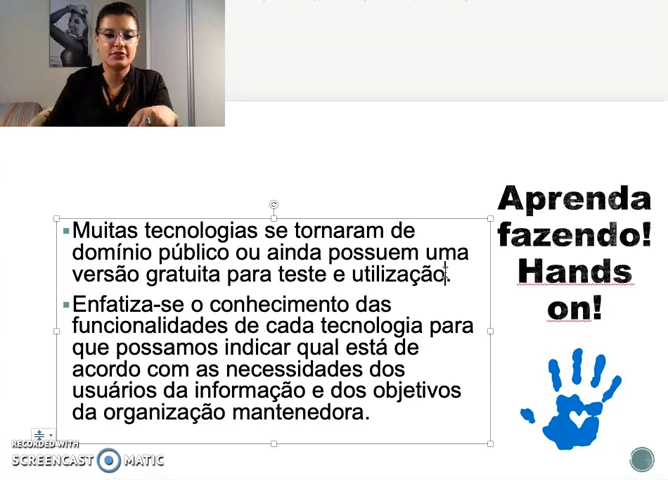 Muitas tecnologias se tornaram de
domínio público ou ainda possuem uma
versão gratuita para teste e utilização.
Enfatiza-se o conhecimento das
funcionalidades de cada tecnologia para
que possamos indicar qual está de
acordo com as necessidades dos
usuários da informação e dos objetivos
da organização mantenedora.
Aprenda
fazendo!
Hands
on!
RECORDED WITH
SCREENCAST MATIC